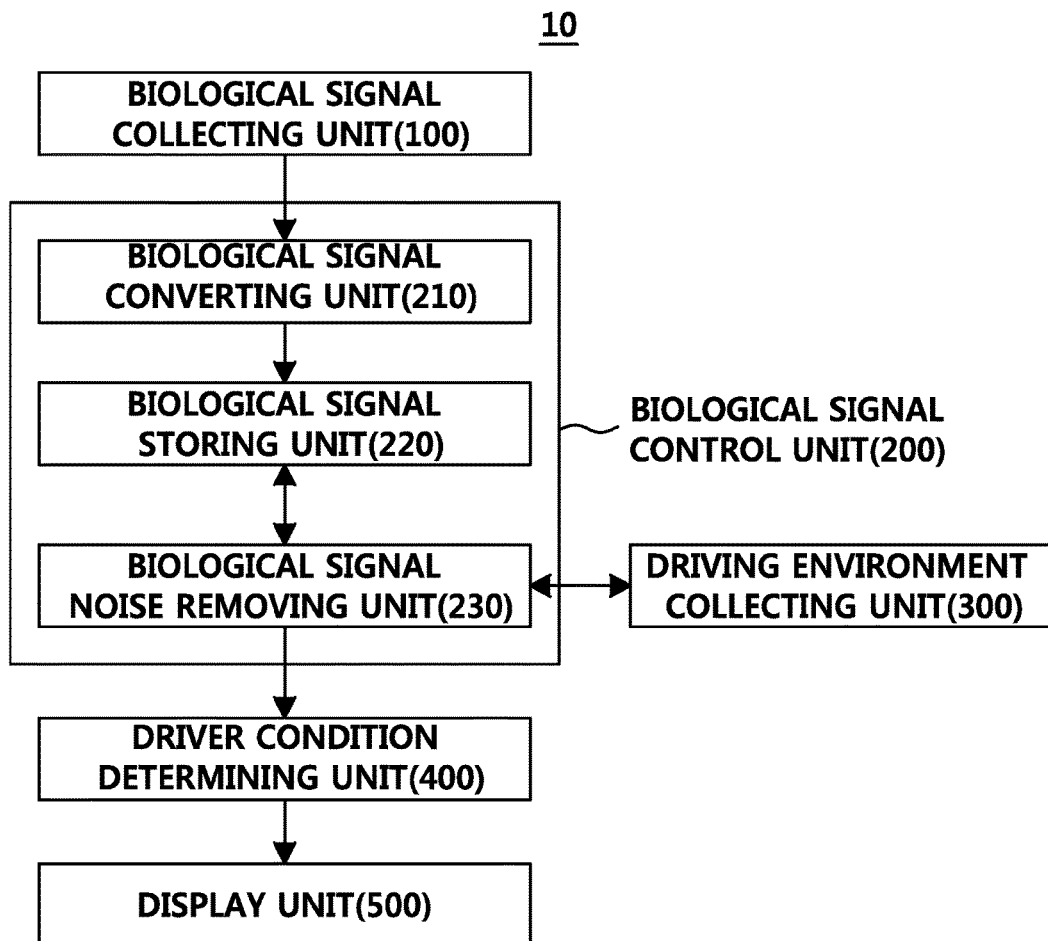 10
BIOLOGICAL SIGNAL
COLLECTING UNIT(100)
BIOLOGICAL SIGNAL
CONVERTING UNIT(210)
BIOLOGICAL SIGNAL
STORING UNIT(220)
BIOLOGICAL SIGNAL
CONTROL UNIT(200)
BIOLOGICAL SIGNAL
NOISE REMOVING UNIT(230)
DRIVING ENVIRONMENT
COLLECTING UNIT(300)
DRIVER CONDITION
DETERMINING UNIT(400)
DISPLAY UNIT(500)